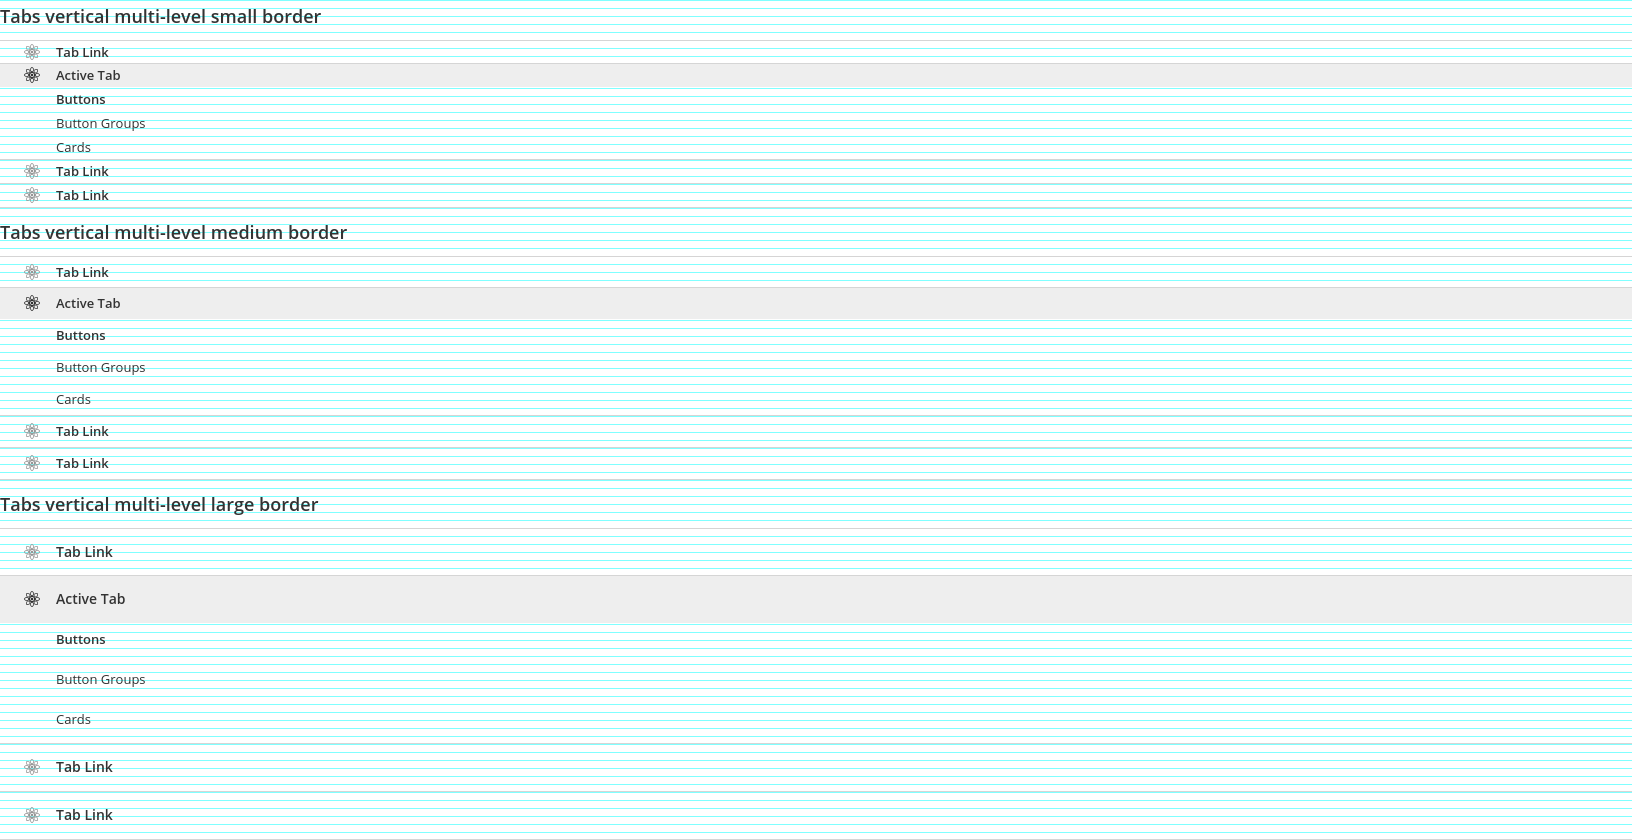 Tabs vertical multi-level small border
Tab Link
Active Tab
Buttons
Button Groups
Cards
Tab Link
Tab Link
Tabs vertical multi-level medium border
Tab Link
Active Tab
Buttons
Button Groups
Cards
Tab Link
Tab Link
Tabs vertical multi-level large border
Tab Link
Active Tab
Buttons
Button Groups
Cards
Tab Link
Tab Link